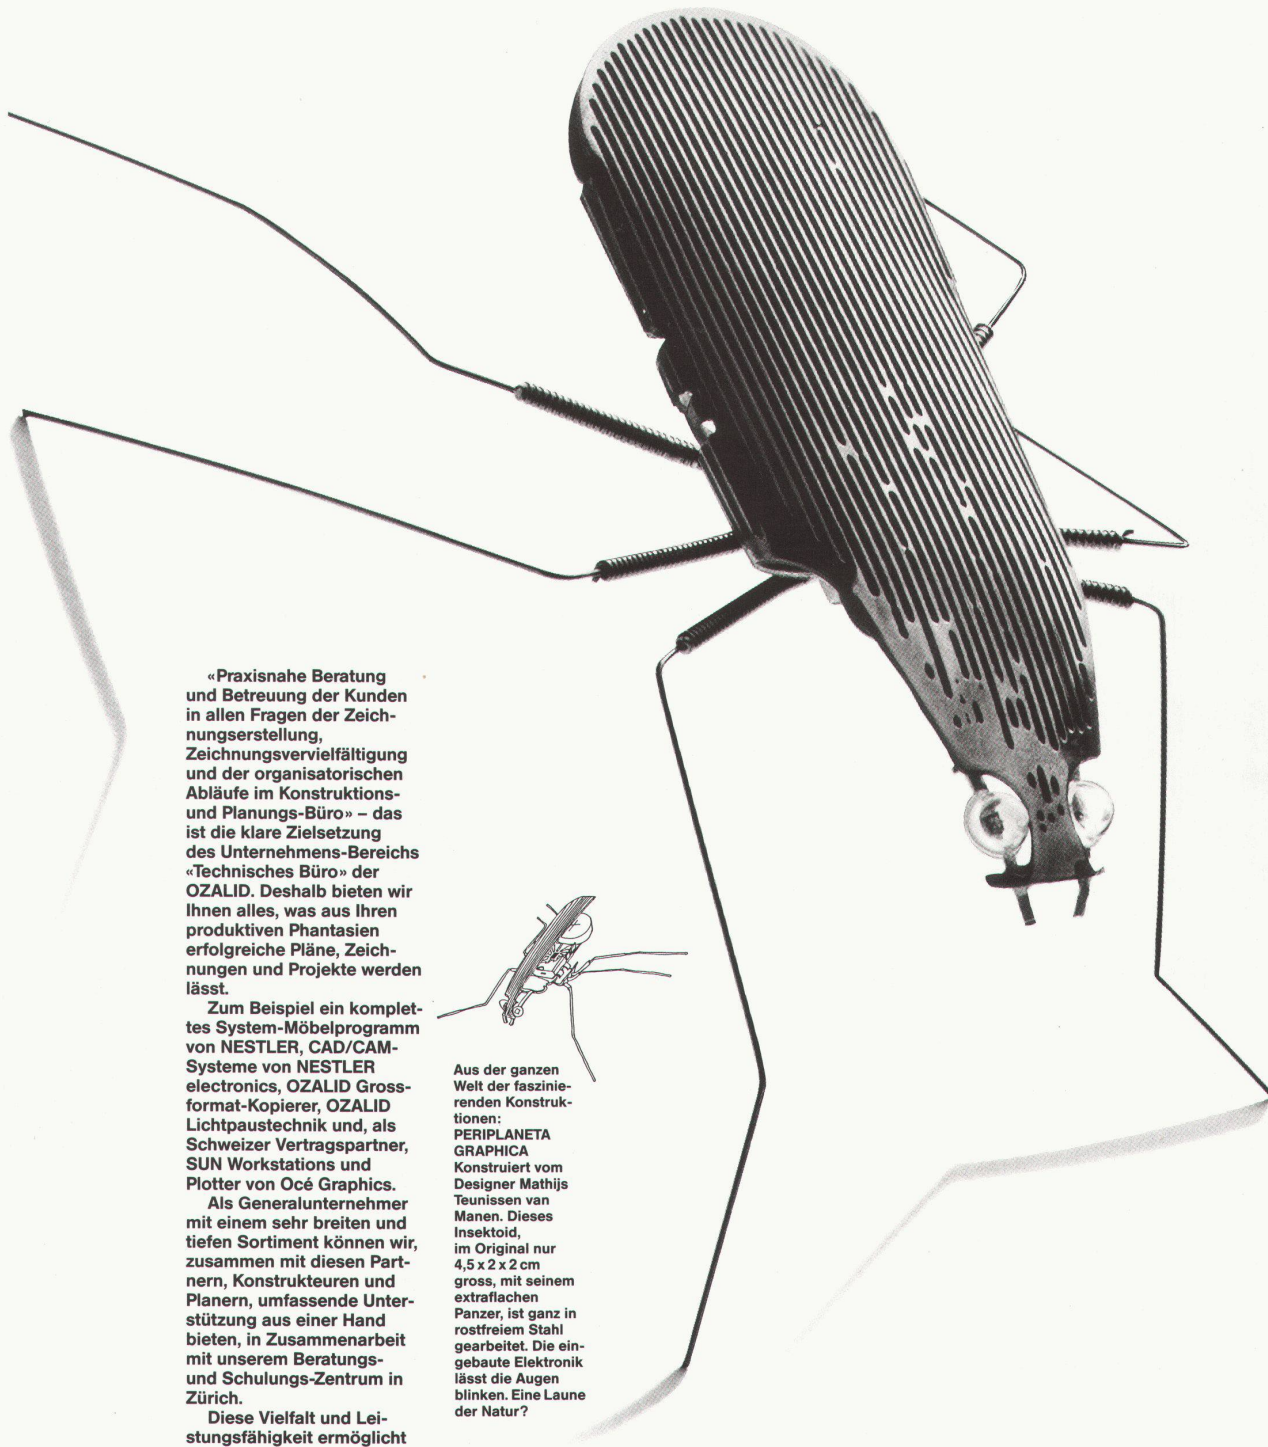 «Praxisnahe Beratung
und Betreuung der Kunden
in allen Fragen der Zeich-
nungserstellung,
Zeichnungsvervielfältigung
und der organisatorischen
Abläufe im Konstruktions-
und Planungs-Büro» – das
ist die klare Zielsetzung
des Unternehmens-Bereichs
«Technisches Büro» der
OZALID. Deshalb bieten wir
Ihnen alles, was aus Ihren
produktiven Phantasien
erfolgreiche Pläne, Zeich-
nungen und Projekte werden
lässt.
Zum Beispiel ein komplet-
tes System-Möbelprogramm
von NESTLER, CAD/CAM-
Systeme von NESTLER
electronics, OZALID Gross-
format-Kopierer, OZALID
Lichtpaustechnik und, als
Schweizer Vertragspartner,
SUN Workstations und
Plotter von Océ Graphics.
Als Generalunternehmer
mit einem sehr breiten und
tiefen Sortiment können wir,
zusammen mit diesen Part-
nern, Konstrukteuren und
Planern, umfassende Unter-
stützung aus einer Hand
bieten, in Zusammenarbeit
mit unserem Beratungs-
und Schulungs-Zentrum in
Zürich.
Diese Vielfalt und Lei-
stungsfähigkeit ermöglicht
Aus der ganzen
Welt der faszinie-
renden Konstruk-
tionen:
PERIPLANETA
GRAPHICA
Konstruiert vom
Designer Mathijs
Teunissen van
Manen. Dieses
Insektoid,
im Original nur
4,5 x 2 x 2 cm
gross, mit seinem
extraflachen
Panzer, ist ganz in
rostfreiem Stahl
gearbeitet. Die ein-
gebaute Elektronik
lässt die Augen
blinken. Eine Laune
der Natur?